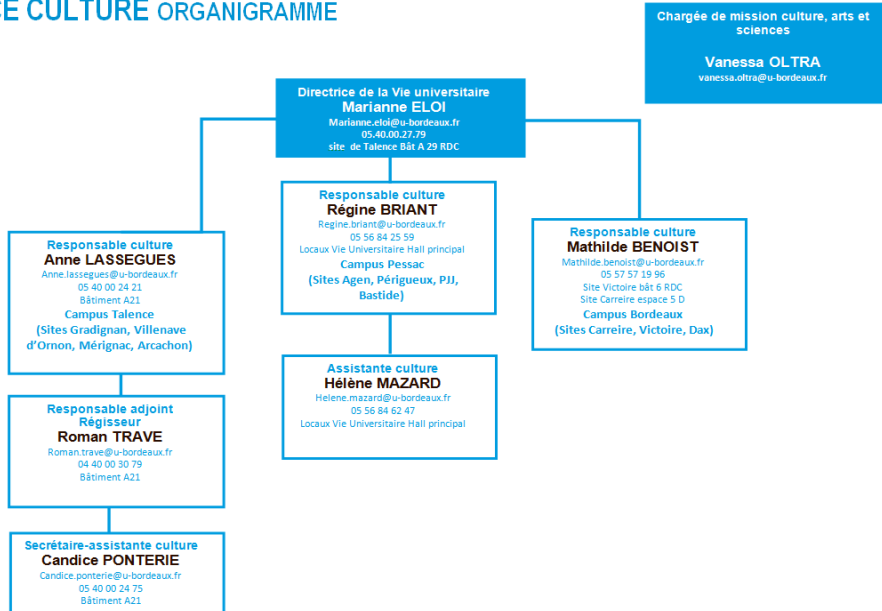 CE CULTURE ORGANIGRAMME
Chargée de mission culture, arts et
sciences
Vanessa OLTRA
vanessa.oltra@u-bordeaux.fr
Directrice de la Vie universitaire
Marianne ELOI
Marianne.eloi@u-bordeaux.fr
05.40.00.27.79
site de Talence Bât A 29 RDC
Responsable culture
Anne LASSEGUES
Anne.lassegues@u-bordeaux.fr
05 40 00 24 21
Bâtiment A21
Campus Talence
(Sites Gradignan, Villenave
d'Ornon, Mérignac, Arcachon)
Responsable adjoint
Régisseur
Roman TRAVE
Roman.trave@u-bordeaux.fr
04 40 00 30 79
Bâtiment A21
Secrétaire-assistante culture
Candice PONTERIE
Candice.ponterie@u-bordeaux.fr
05 40 00 24 75
Bâtiment A21
Responsable culture
Régine BRIANT
Regine.briant@u-bordeaux.fr
05 56 84 25 59
Locaux Vie Universitaire Hall principal
Campus Pessac
(Sites Agen, Périgueux, PJJ,
Bastide)
Assistante culture
Hélène MAZARD
Helene.mazard@u-bordeaux.fr
05 56 84 62 47
Locaux Vie Universitaire Hall principal
Responsable culture
Mathilde BENOIST
Mathilde.benoist@u-bordeaux.fr
05 57 57 19 96
Site Victoire bât 6 RDC
Site Carreire espace 5 D
Campus Bordeaux
(Sites Carreire, Victoire, Dax)